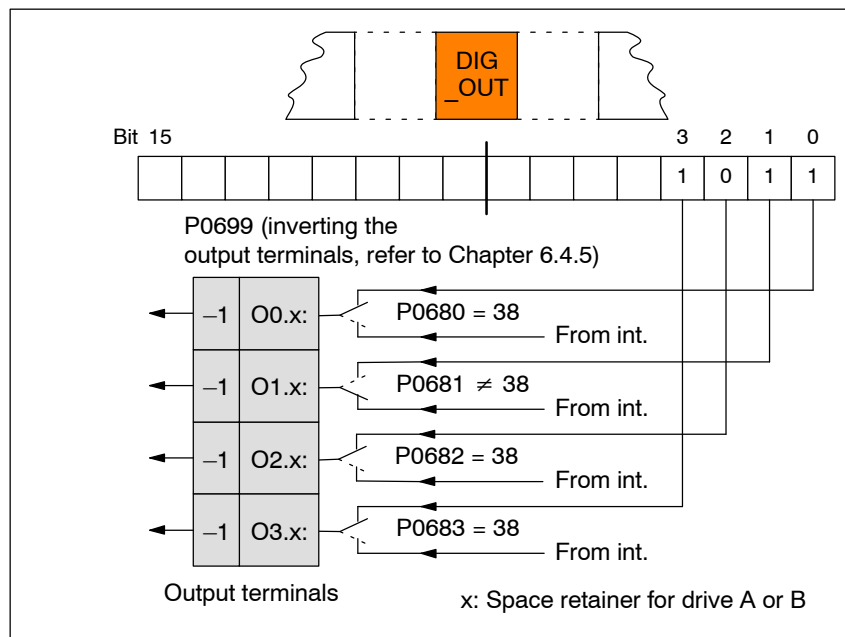 DIG
_OUT
Bit 15 3 2 1 0
1 0 1 1
P0699 (inverting the
output terminals, refer to Chapter 6.4.5)
–1 O0.x: P0680 = 38
From int.
–1 O1.x: P0681 ≠ 38
From int.
–1 O2.x: P0682 = 38
From int.
–1 O3.x: P0683 = 38
From int.
Output terminals
x: Space retainer for drive A or B